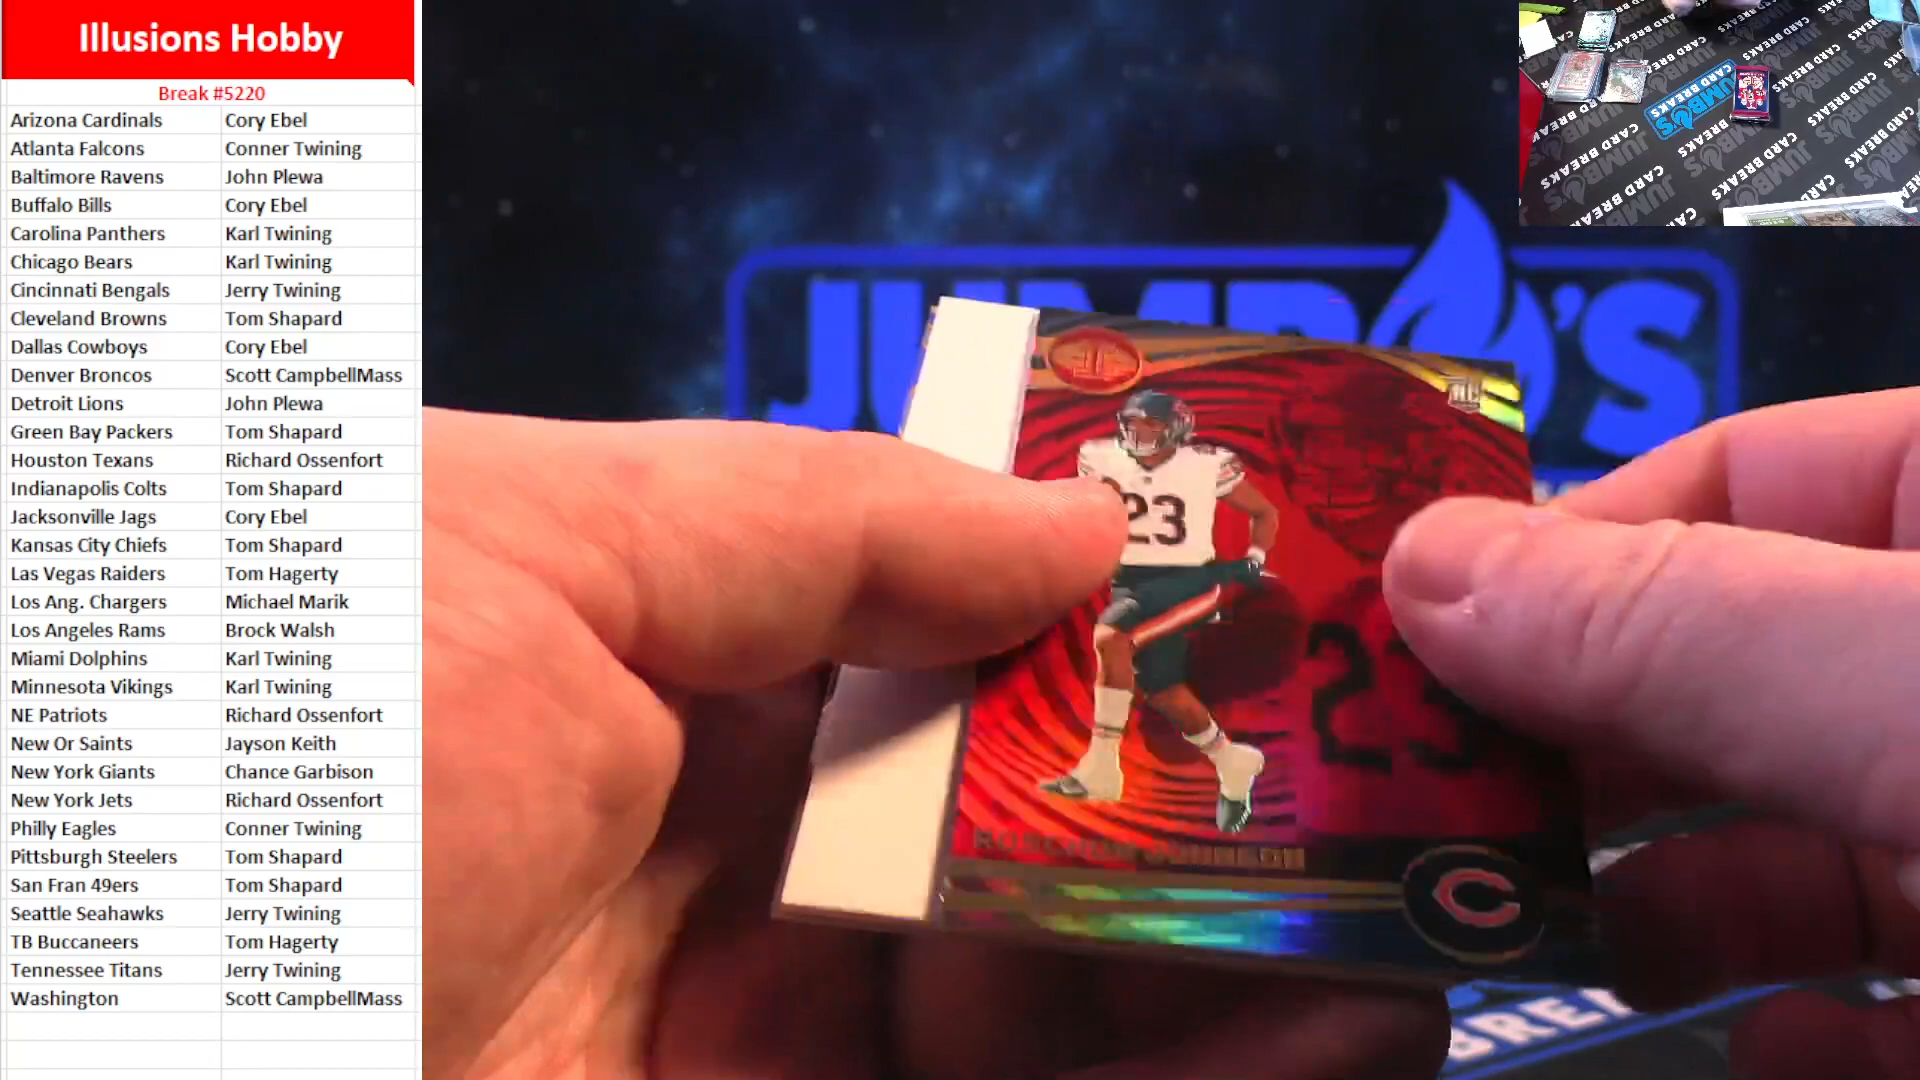 Illusions Hobby
Break #5220
Arizona Cardinals Cory Ebel
Atlanta Falcons Conner Twining
Baltimore Ravens John Plewa
Buffalo Bills Cory Ebel
Carolina Panthers Karl Twining
Chicago Bears Karl Twining
Cincinnati Bengals Jerry Twining
Cleveland Browns Tom Shapard
Dallas Cowboys Cory Ebel
Denver Broncos Scott CampbellMass
Detroit Lions John Plewa
Green Bay Packers Tom Shapard
Houston Texans Richard Ossenfort
Indianapolis Colts Tom Shapard
Jacksonville Jags Cory Ebel
Kansas City Chiefs Tom Shapard
Las Vegas Raiders Tom Hagerty
Los Ang. Chargers Michael Marik
Los Angeles Rams Brock Walsh
Miami Dolphins Karl Twining
Minnesota Vikings Karl Twining
NE Patriots Richard Ossenfort
New Or Saints Jayson Keith
New York Giants Chance Garbison
New York Jets Richard Ossenfort
Philly Eagles Conner Twining
Pittsburgh Steelers Tom Shapard
San Fran 49ers Tom Shapard
Seattle Seahawks Jerry Twining
TB Buccaneers Tom Hagerty
Tennessee Titans Jerry Twining
Washington Scott CampbellMass
JUMBO'S
CARD BREAKS
JUMBO'S
23
23
ROSCHON JOHNSON
C